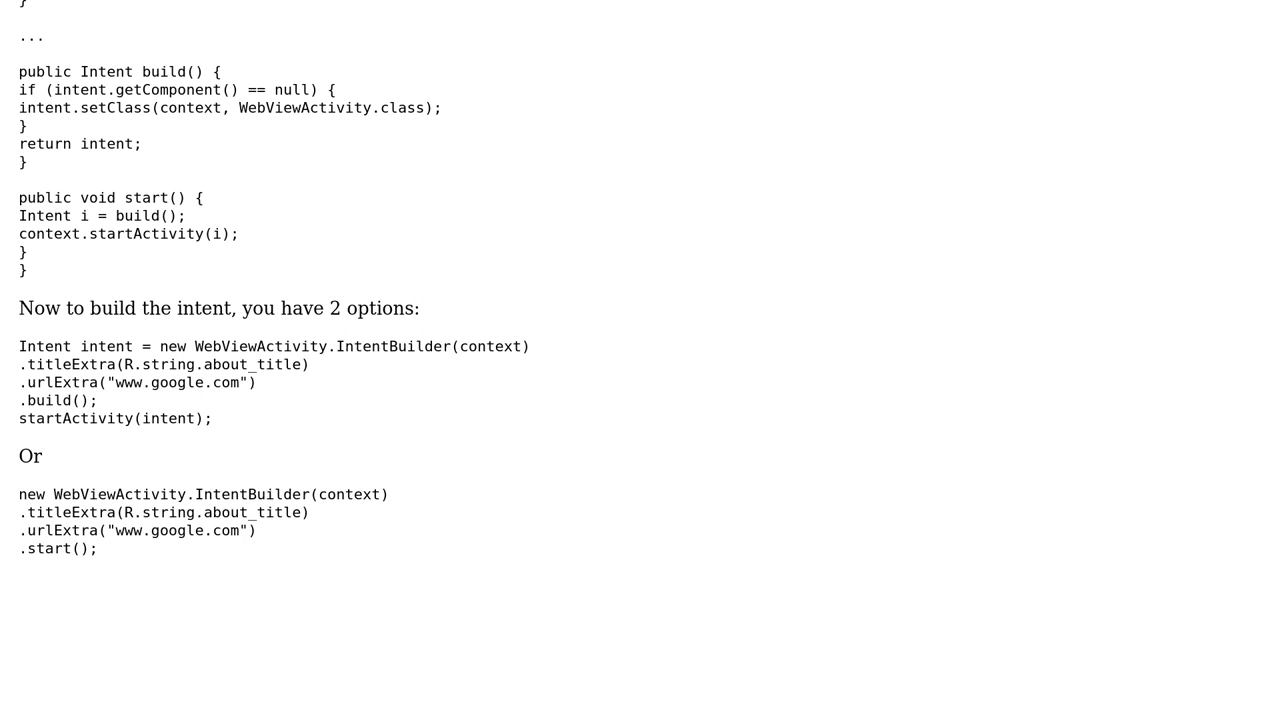 }
...
public Intent build() {
if (intent.getComponent() == null) {
intent.setClass(context, WebViewActivity.class);
}
return intent;
}
public void start() {
Intent i = build();
context.startActivity(i);
}
}
Now to build the intent, you have 2 options:
Intent intent = new WebViewActivity.IntentBuilder(context)
.titleExtra(R.string.about_title)
.urlExtra("www.google.com")
.build();
startActivity(intent);
Or
new WebViewActivity.IntentBuilder(context)
.titleExtra(R.string.about_title)
.urlExtra("www.google.com")
.start();